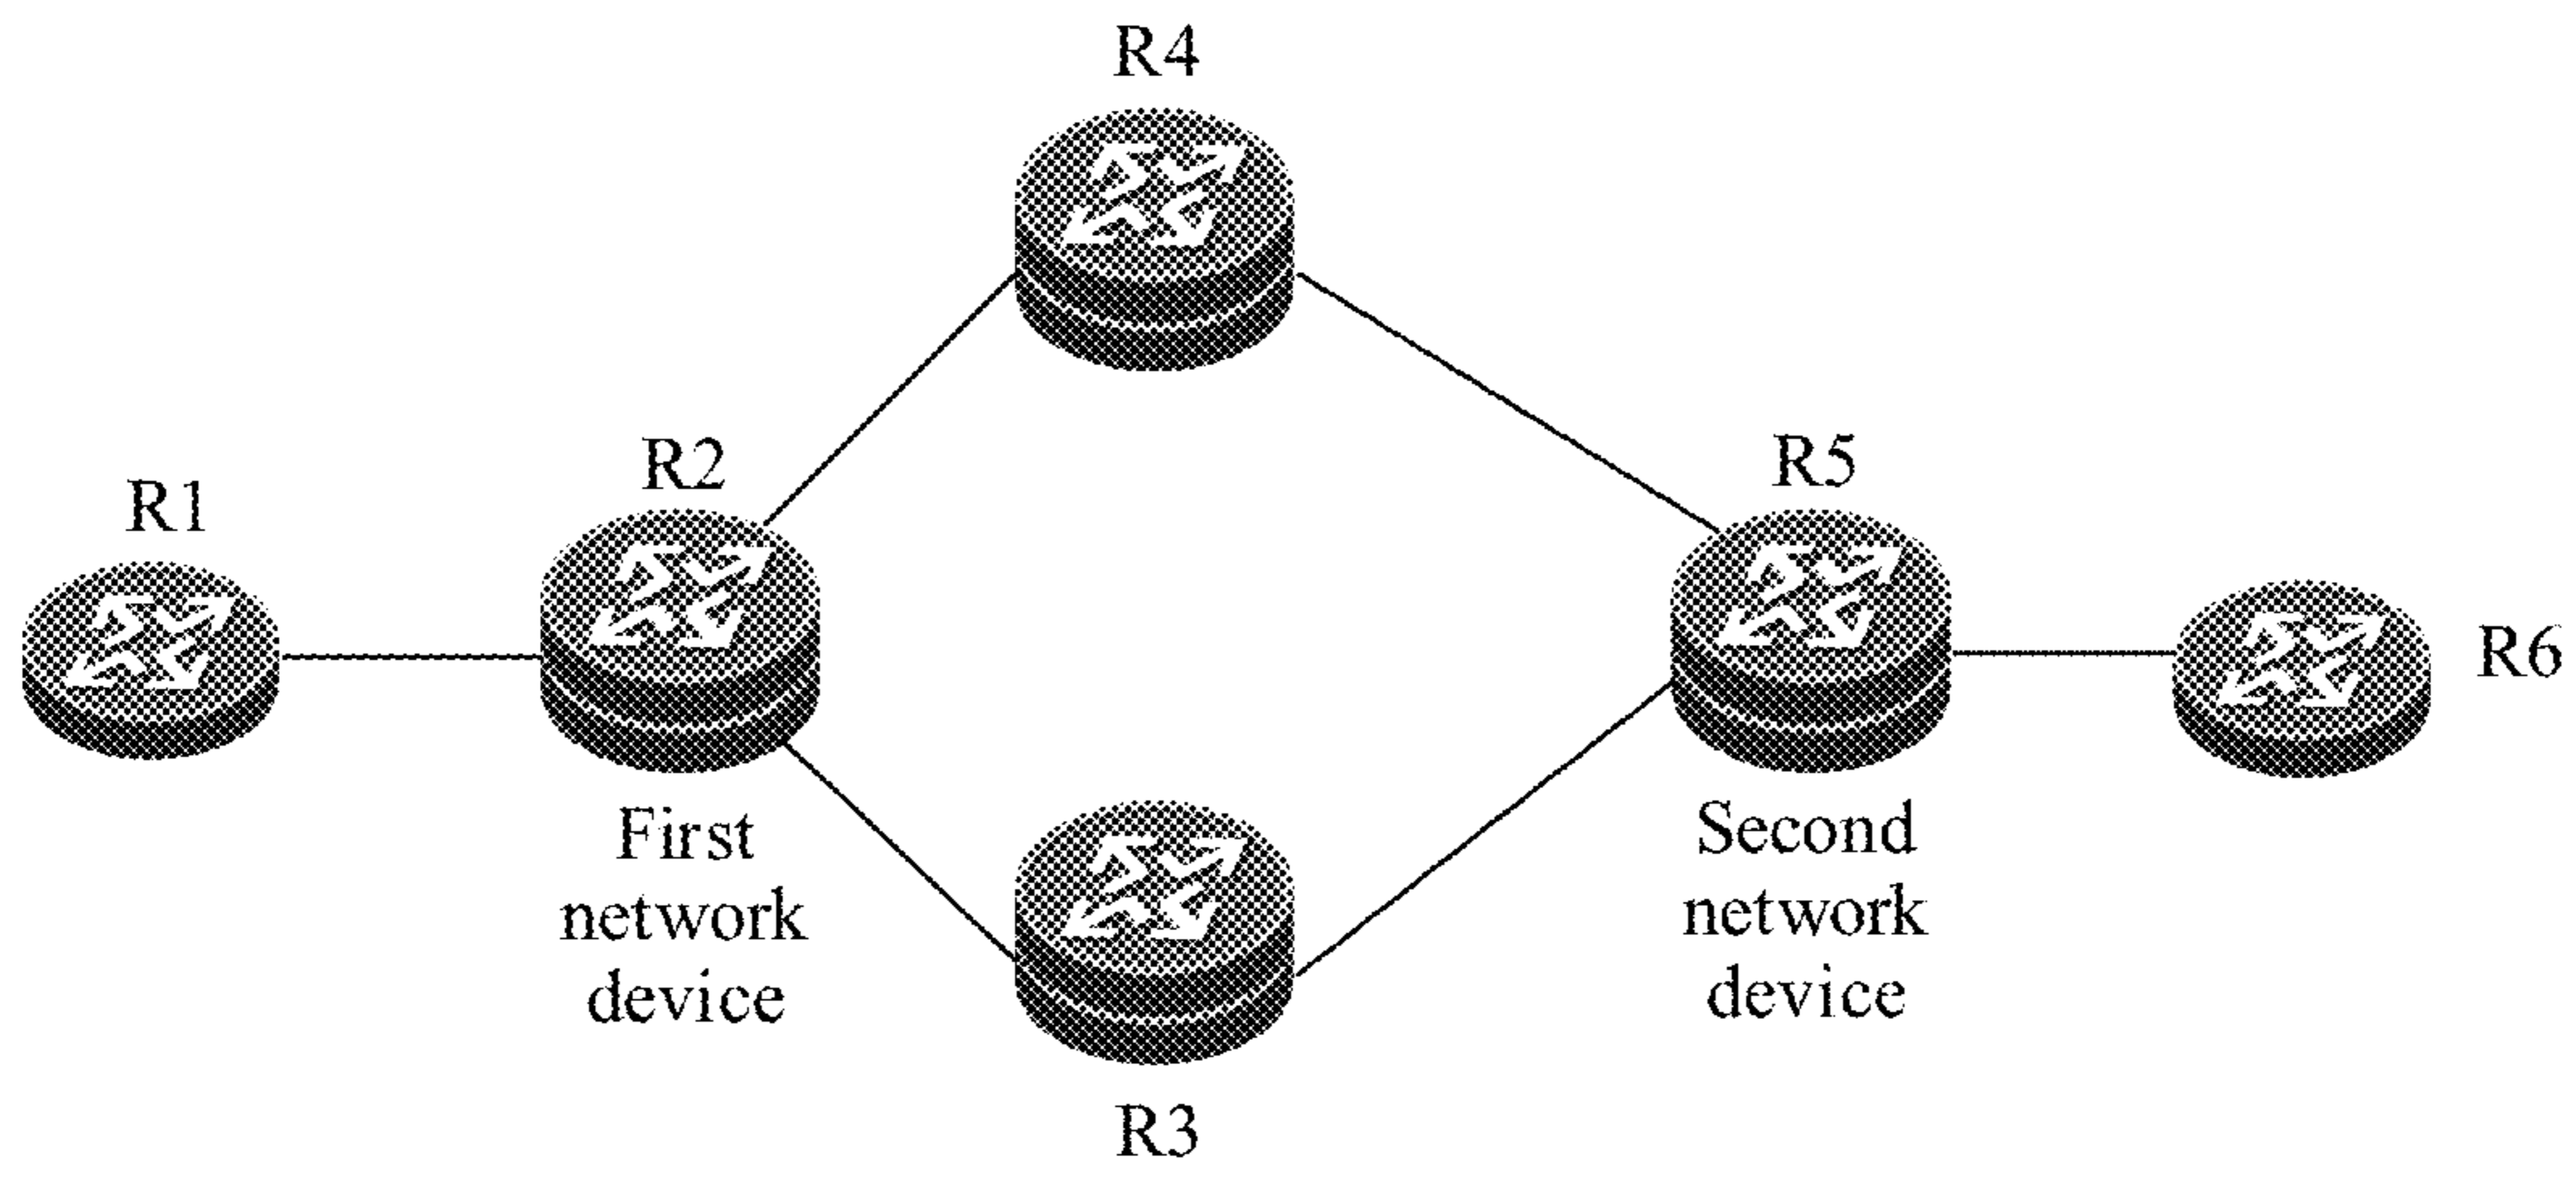 R4
R2
R5
R1
R6
First
network
device
Second
network
device
R3